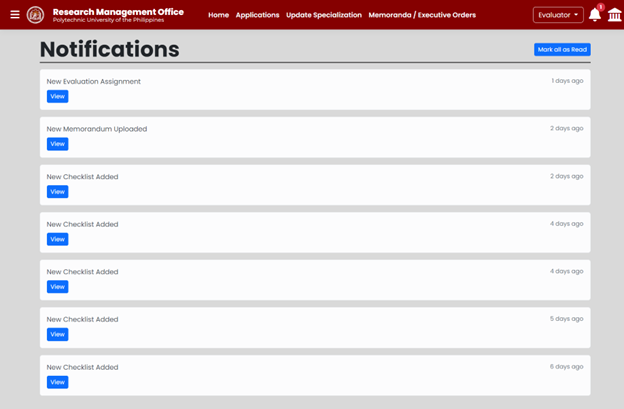 Research Management Office
Polytechnic University of the Philippines
Home Applications Update Specialization Memoranda / Executive Orders
Evaluator
1
Notifications
Mark all as Read
New Evaluation Assignment
1 days ago
View
New Memorandum Uploaded
2 days ago
View
New Checklist Added
2 days ago
View
New Checklist Added
4 days ago
View
New Checklist Added
4 days ago
View
New Checklist Added
5 days ago
View
New Checklist Added
6 days ago
View